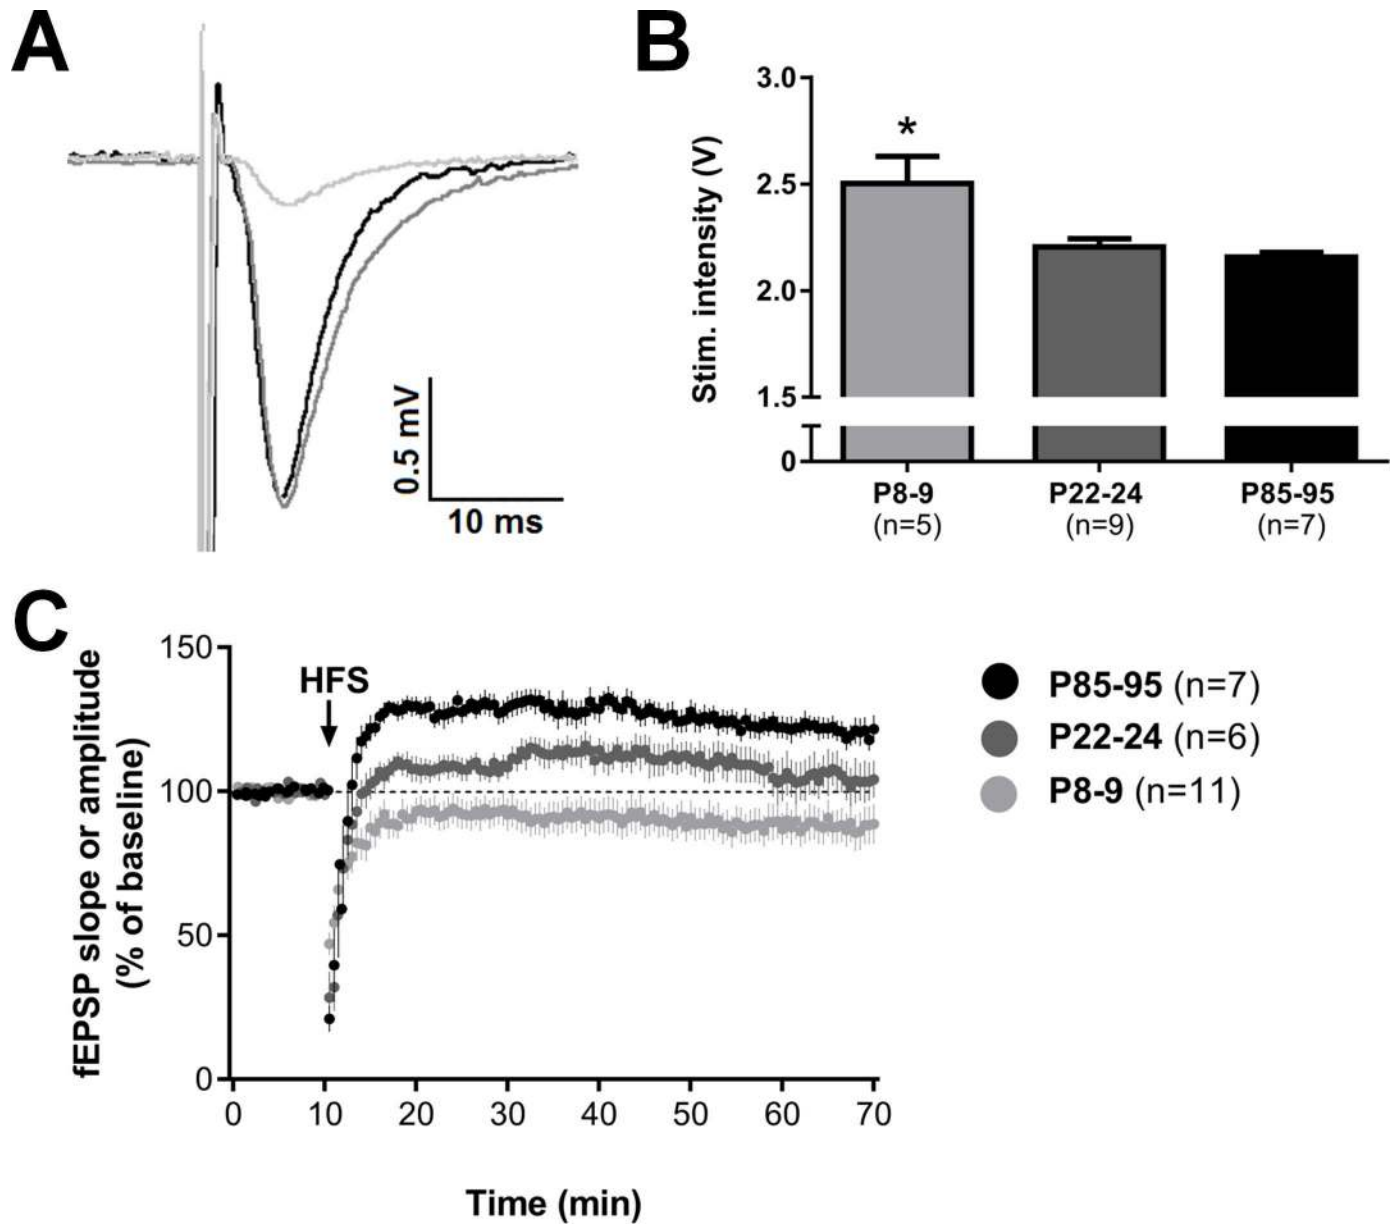 A
0.5 mV
10 ms
B
Stim. intensity (V)
3.0
2.5
2.0
1.5
0
*
P8-9
(n=5)
P22-24
(n=9)
P85-95
(n=7)
C
fEPSP slope or amplitude
(% of baseline)
150
100
50
0
HFS
0 10 20 30 40 50 60 70
Time (min)
P85-95 (n=7)
P22-24 (n=6)
P8-9 (n=11)